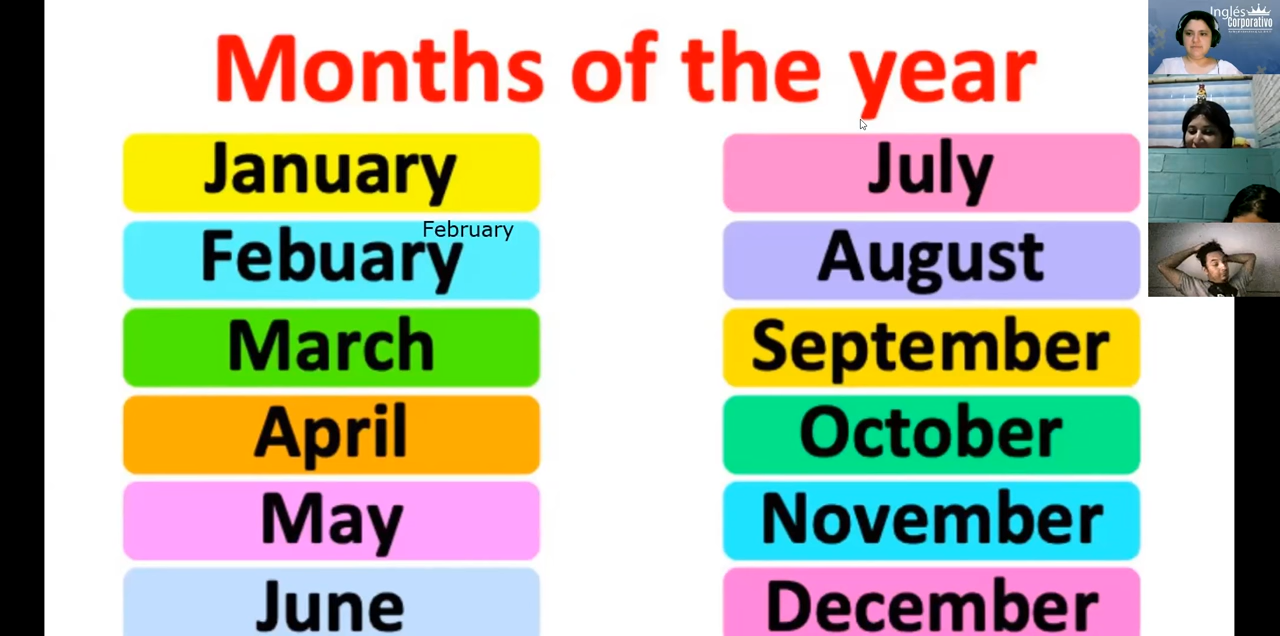 Months of the year
January
February
Febuary
March
April
May
June
July
August
September
October
November
December
Inglés
Corporativo